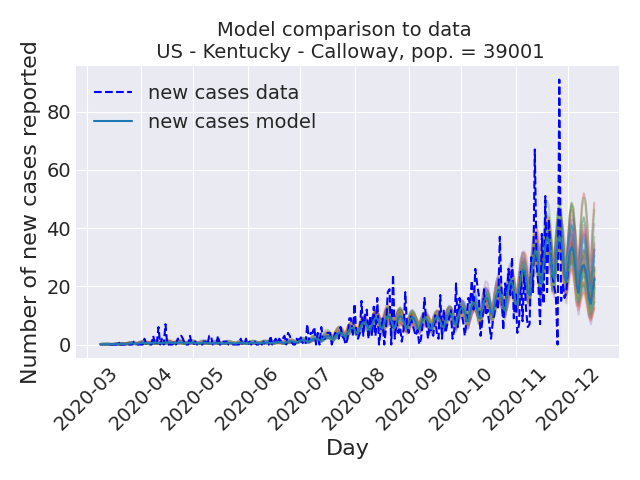 Model comparison to data
US - Kentucky - Calloway, pop. = 39001
Number of new cases reported
80
60
40
20
0
new cases data
new cases model
2020-03
2020-04
2020-05
2020-06
2020-07
2020-08
2020-09
2020-10
2020-11
2020-12
Day